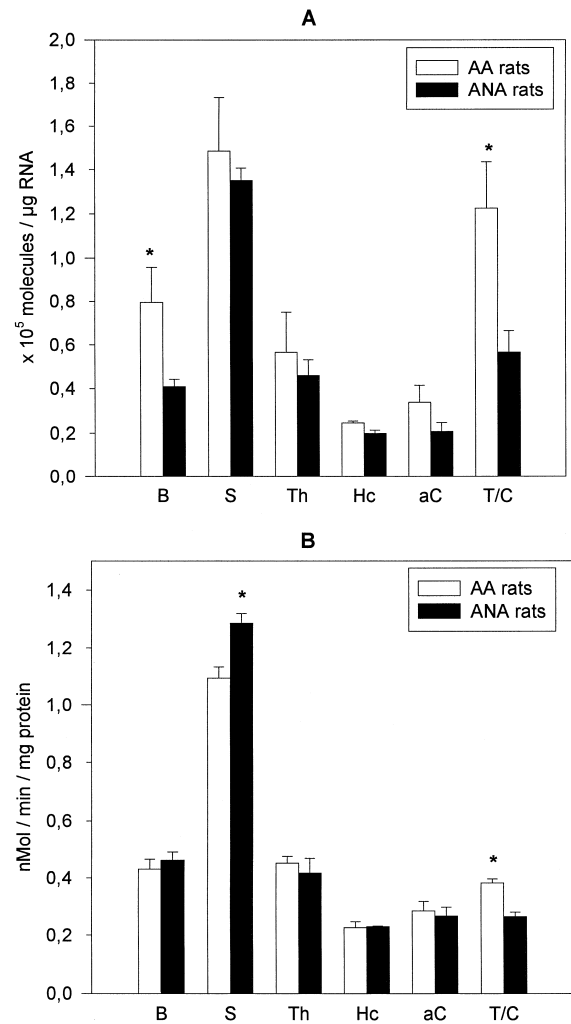 A
2,0
1,8
1,6
1,4
1,2
1,0
0,8
0,6
0,4
0,2
0,0
x 10⁵ molecules / µg RNA
AA rats
ANA rats
*
*
B S Th Hc aC T/C
B
1,4
1,2
1,0
0,8
0,6
0,4
0,2
0,0
nMol / min / mg protein
AA rats
ANA rats
*
*
B S Th Hc aC T/C